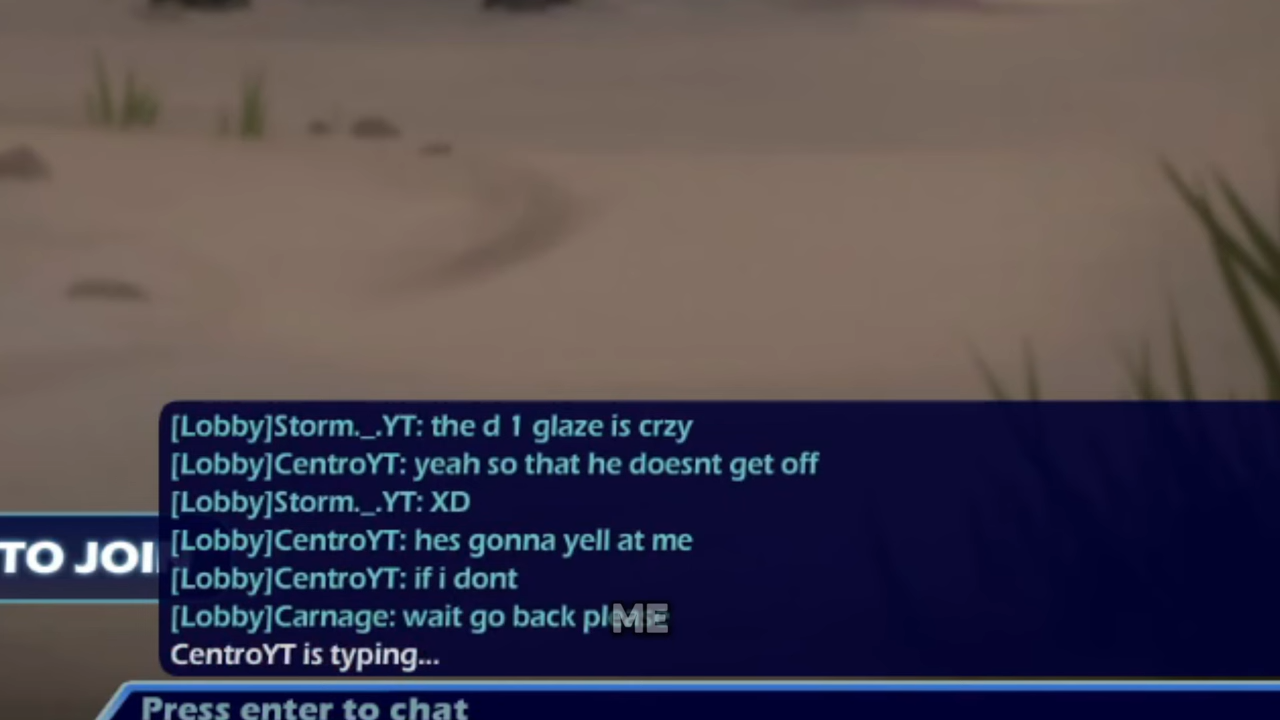 [Lobby]Storm._.YT: the d 1 glaze is crzy
[Lobby]CentroYT: yeah so that he doesnt get off
[Lobby]Storm._.YT: XD
[Lobby]CentroYT: hes gonna yell at me
TO JOI
[Lobby]CentroYT: if i dont
[Lobby]Carnage: wait go back please
ME
CentroYT is typing...
Press enter to chat